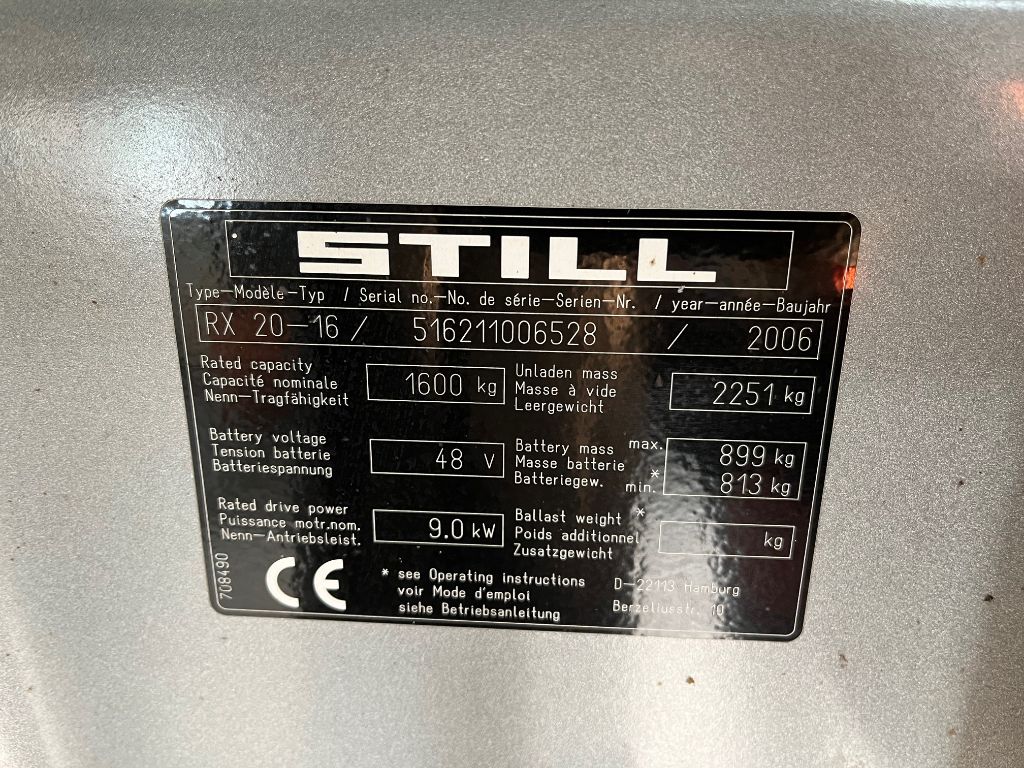 STILL
Type-Modèle-Typ / Serial no.-No. de série-Serien-Nr. / year-année-Baujahr
RX 20-16 / 516211006528 / 2006
Rated capacity
Capacité nominale
Nenn-Tragfähigkeit
1600 kg
Unladen mass
Masse à vide
Leergewicht
2251 kg
Battery voltage
Tension batterie
Batteriespannung
48 V
Battery mass max.
Masse batterie *
Batteriegew. min.
899 kg
813 kg
Rated drive power
Puissance motr.nom.
Nenn-Antriebsleist.
9.0 kW
Ballast weight *
Poids additionnel
Zusatzgewicht
kg
708490
CE
* see Operating instructions
voir Mode d'emploi
siehe Betriebsanleitung
D-22113 Hamburg
Berzeliusstr. 10